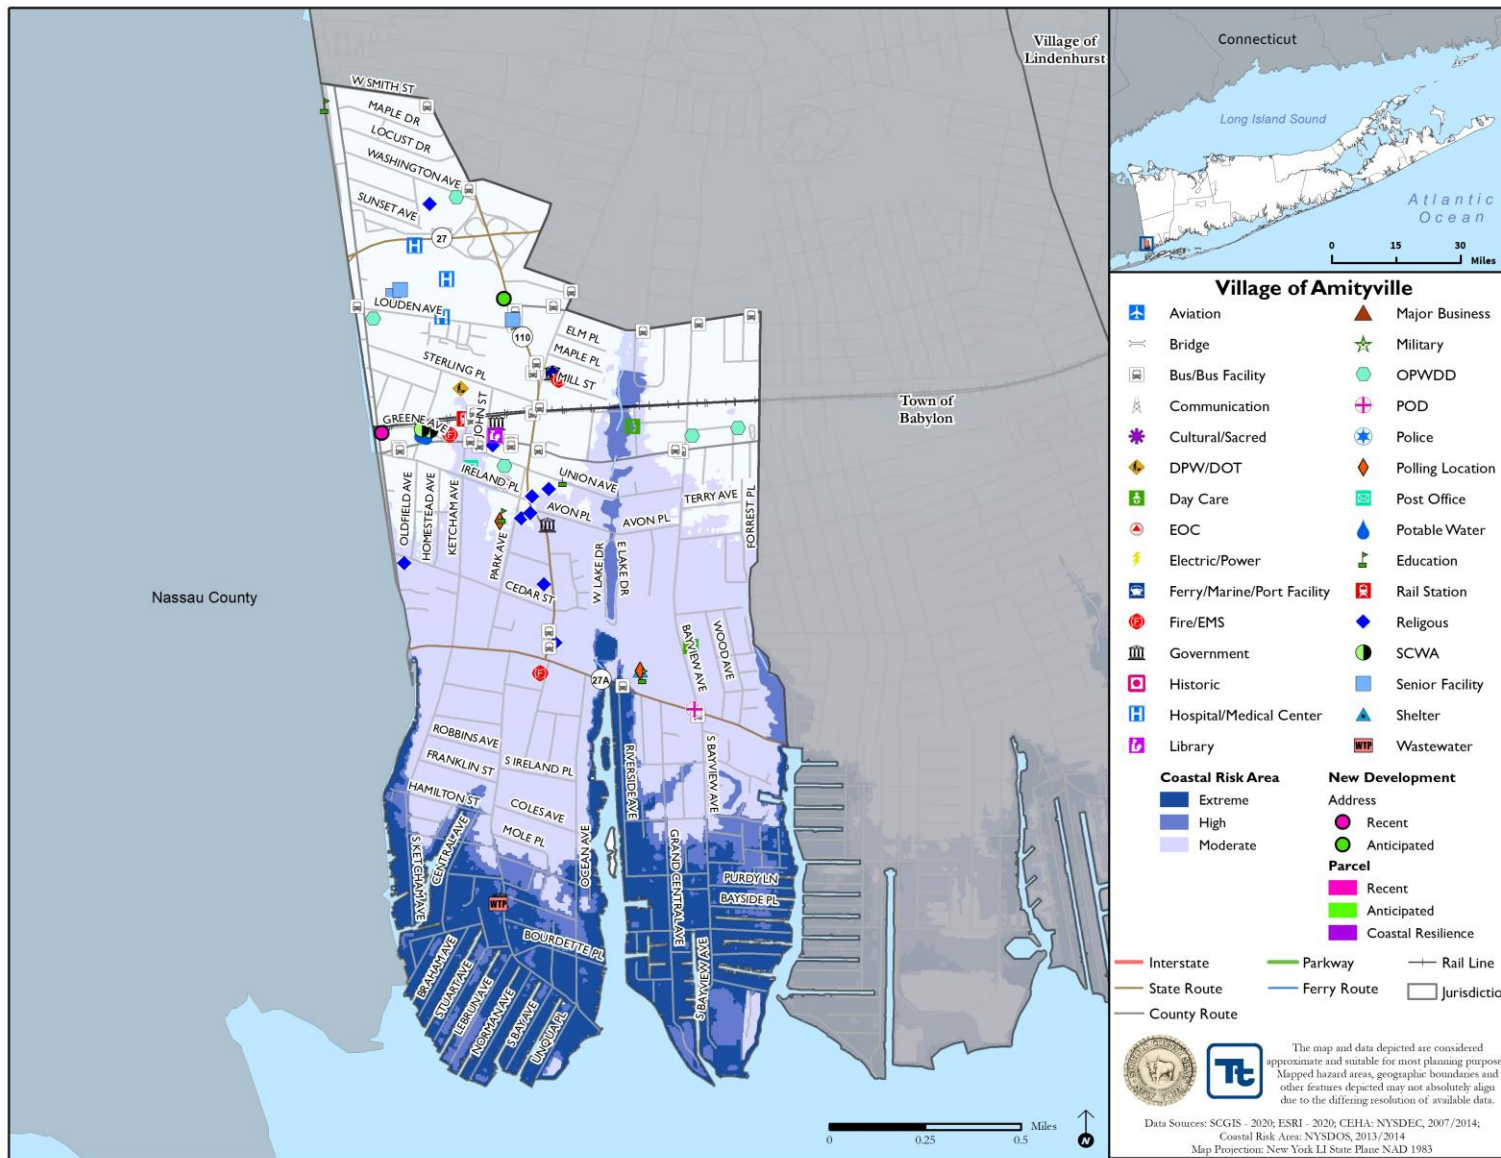 Village of
Lindenhurst
W SMITH ST
MAPLE DR
LOCUST DR
WASHINGTON AVE
SUNSET AVE
27
LOUDEN AVE
110
ELM PL
MAPLE PL
MILL ST
STERLING PL
JOHN ST
GREENE AVE
Town of
Babylon
IRELAND PL
UNION AVE
OLDFIELD AVE
HOMESTEAD AVE
KETCHAM AVE
PARK AVE
AVON PL
AVON PL
TERRY AVE
FORREST PL
W LAKE DR
E LAKE DR
CEDAR ST
Nassau County
BAYVIEW AVE
WOOD AVE
27A
ROBBINS AVE
FRANKLIN ST
S IRELAND PL
HAMILTON ST
COLES AVE
MOLE PL
RIVERSIDE AVE
S BAYVIEW AVE
S KETCHAM AVE
CENTRAL AVE
OCEAN AVE
GRAND CENTRAL AVE
PURDY LN
BAYSIDE PL
WTP
BOURDETTE PL
BRAHAM AVE
STUART AVE
LEBRUN AVE
NORMAN AVE
S BAY AVE
UNQUA PL
S BAYVIEW AVE
0 0.25 0.5 Miles
N
Connecticut
Long Island Sound
Atlantic
Ocean
0 15 30
Miles
Village of Amityville
Aviation
Bridge
Bus/Bus Facility
Communication
Cultural/Sacred
DPW/DOT
Day Care
EOC
Electric/Power
Ferry/Marine/Port Facility
Fire/EMS
Government
Historic
Hospital/Medical Center
Library
Major Business
Military
OPWDD
POD
Police
Polling Location
Post Office
Potable Water
Education
Rail Station
Religous
SCWA
Senior Facility
Shelter
WTP Wastewater
Coastal Risk Area
Extreme
High
Moderate
New Development
Address
Recent
Anticipated
Parcel
Recent
Anticipated
Coastal Resilience
Interstate
State Route
County Route
Parkway
Ferry Route
Rail Line
Jurisdictio
Tt
The map and data depicted are considered
approximate and suitable for most planning purpose
Mapped hazard areas, geographic boundaries and
other features depicted may not absolutely align
due to the differing resolution of available data.
Data Sources: SCGIS - 2020; ESRI - 2020; CEHA: NYSDEC, 2007/2014;
Coastal Risk Area: NYSDOS, 2013/2014
Map Projection: New York LI State Plane NAD 1983